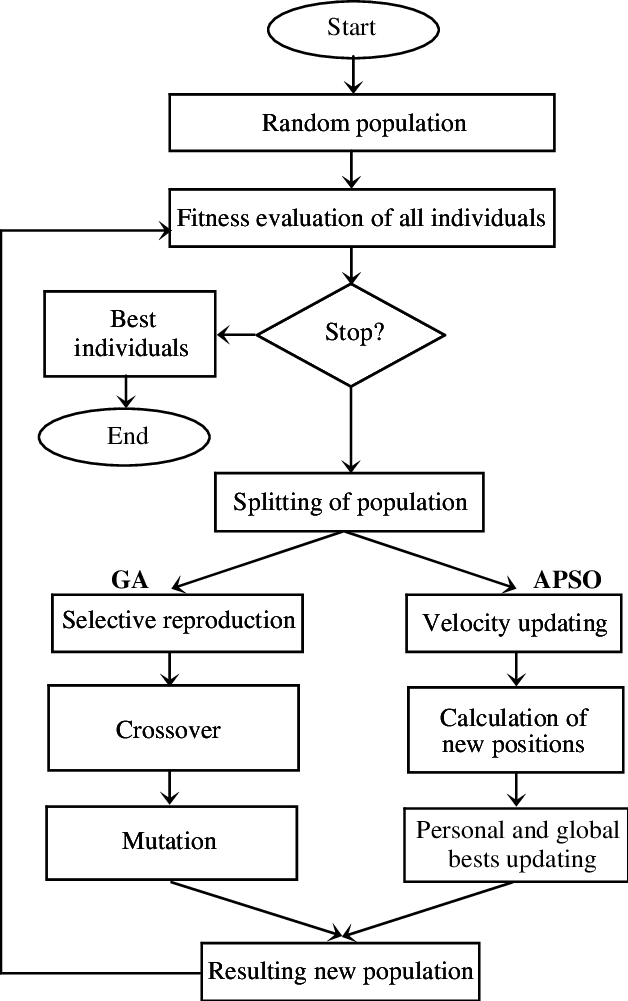 Start
Random population
Fitness evaluation of all individuals
Best
individuals
Stop?
End
Splitting of population
GA
APSO
Selective reproduction
Velocity updating
Crossover
Calculation of
new positions
Mutation
Personal and global
bests updating
Resulting new population